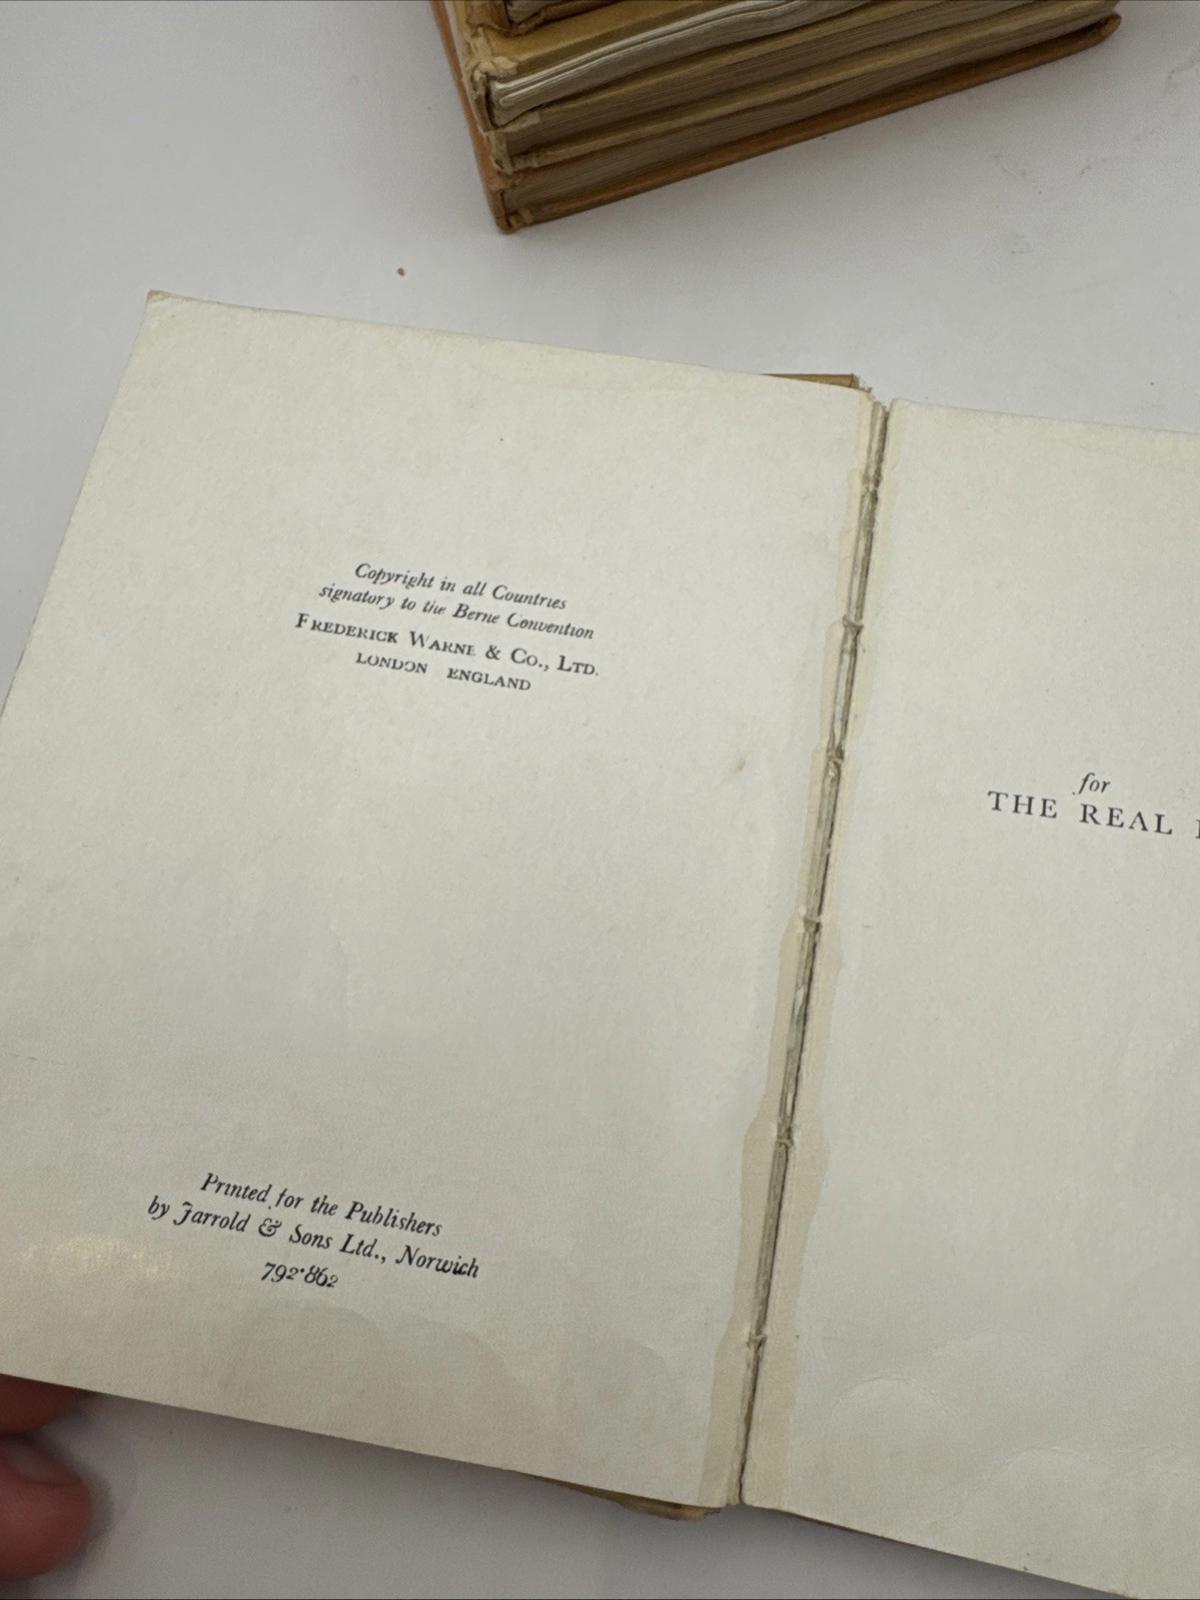 Copyright in all Countries
signatory to the Berne Convention
FREDERICK WARNE & CO., LTD.
LONDON ENGLAND
Printed for the Publishers
by Jarrold & Sons Ltd., Norwich
792·862
for
THE REAL